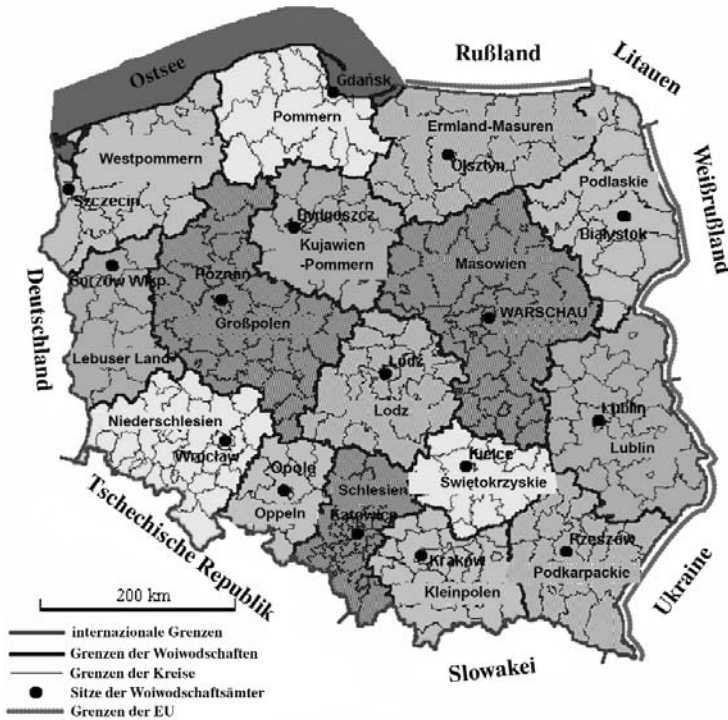 Ostsee
Rußland
Litauen
Gdańsk
Pommern
Ermland-Masuren
Westpommern
Olsztyn
Weißrußland
Podlaskie
Szczecin
Bydgoszcz
Białystok
Kujawien
-Pommern
Masowien
Deutschland
Gorzów Wlkp.
Poznań
WARSCHAU
Großpolen
Lebuser Land
Łódź
Lodz
Lublin
Niederschlesien
Lublin
Wrocław
Kielce
Opole
Schlesien
Świętokrzyskie
Oppeln
Katowice
Rzeszów
Kraków
Podkarpackie
Tschechische Republik
Kleinpolen
Ukraine
200 km
Slowakei
internazionale Grenzen
Grenzen der Woiwodschaften
Grenzen der Kreise
Sitze der Woiwodschaftsämter
Grenzen der EU